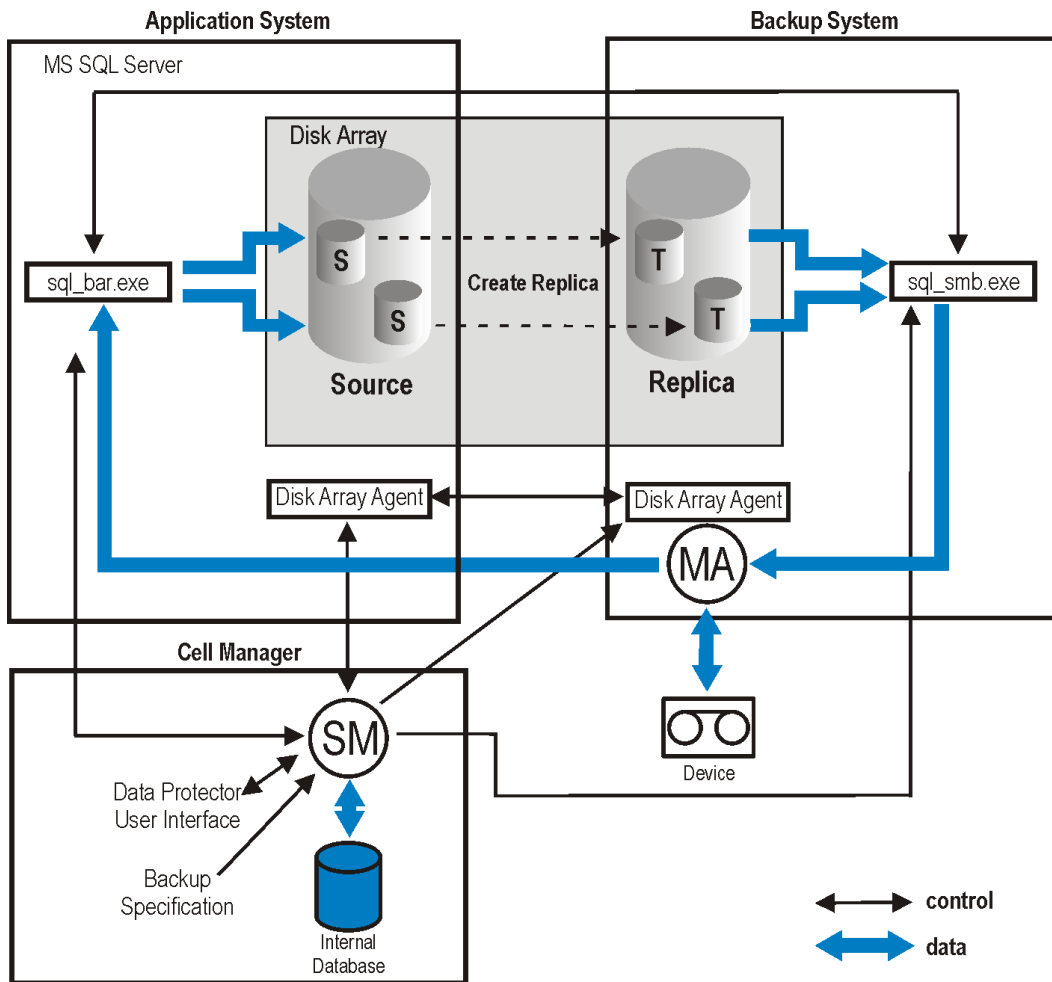 Application System
Backup System
MS SQL Server
Disk Array
S
S
T
T
Create Replica
sql_bar.exe
sql_smb.exe
Source
Replica
Disk Array Agent
Disk Array Agent
MA
Cell Manager
SM
Device
Data Protector
User Interface
Backup
Specification
Internal
Database
control
data